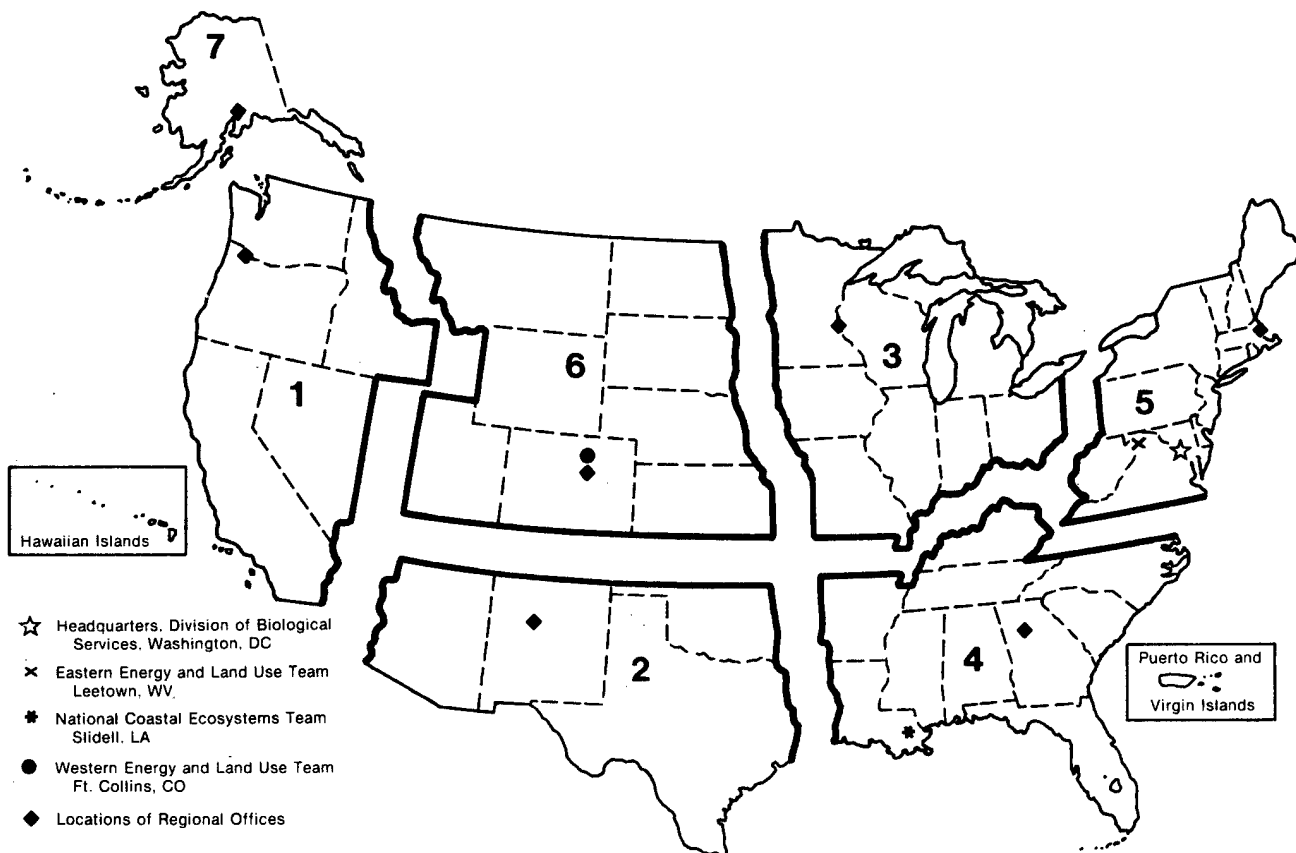 7
6
3
1
5
Hawaiian Islands
☆ Headquarters, Division of Biological
Services, Washington, DC
× Eastern Energy and Land Use Team
Leetown, WV
* National Coastal Ecosystems Team
Slidell, LA
● Western Energy and Land Use Team
Ft. Collins, CO
◆ Locations of Regional Offices
2
4
Puerto Rico and
Virgin Islands